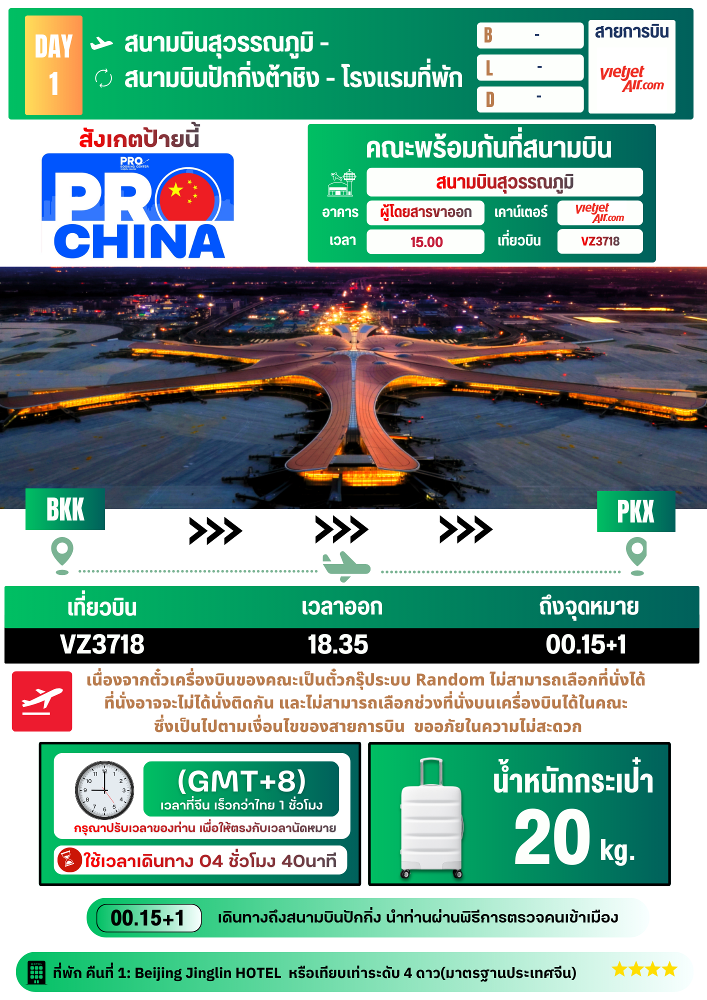 DAY
1
สนามบินสุวรรณภูมิ -
สนามบินปักกิ่งต้าชิง - โรงแรมที่พัก
B -
L -
D -
สายการบิน
vietjet
Air.com
สังเกตป้ายนี้
PRO
BOOKING CENTER
PRO
CHINA
คณะพร้อมกันที่สนามบิน
สนามบินสุวรรณภูมิ
อาคาร ผู้โดยสารขาออก เคาน์เตอร์ vietjet Air.com
เวลา 15.00 เที่ยวบิน VZ3718
BKK
PKX
เที่ยวบิน เวลาออก ถึงจุดหมาย
VZ3718 18.35 00.15+1
เนื่องจากตั๋วเครื่องบินของคณะเป็นตั๋วกรุ๊ประบบ Random ไม่สามารถเลือกที่นั่งได้
ที่นั่งอาจจะไม่ได้นั่งติดกัน และไม่สามารถเลือกช่วงที่นั่งบนเครื่องบินได้ในคณะ
ซึ่งเป็นไปตามเงื่อนไขของสายการบิน ขออภัยในความไม่สะดวก
12 1 2 3 4 5 6 7 8 9 10 11
(GMT+8)
เวลาที่จีน เร็วกว่าไทย 1 ชั่วโมง
กรุณาปรับเวลาของท่าน เพื่อให้ตรงกับเวลานัดหมาย
ใช้เวลาเดินทาง 04 ชั่วโมง 40นาที
น้ำหนักกระเป๋า
20 kg.
00.15+1 เดินทางถึงสนามบินปักกิ่ง นำท่านผ่านพิธีการตรวจคนเข้าเมือง
HOTEL
ที่พัก คืนที่ 1: Beijing Jinglin HOTEL หรือเทียบเท่าระดับ 4 ดาว(มาตรฐานประเทศจีน)